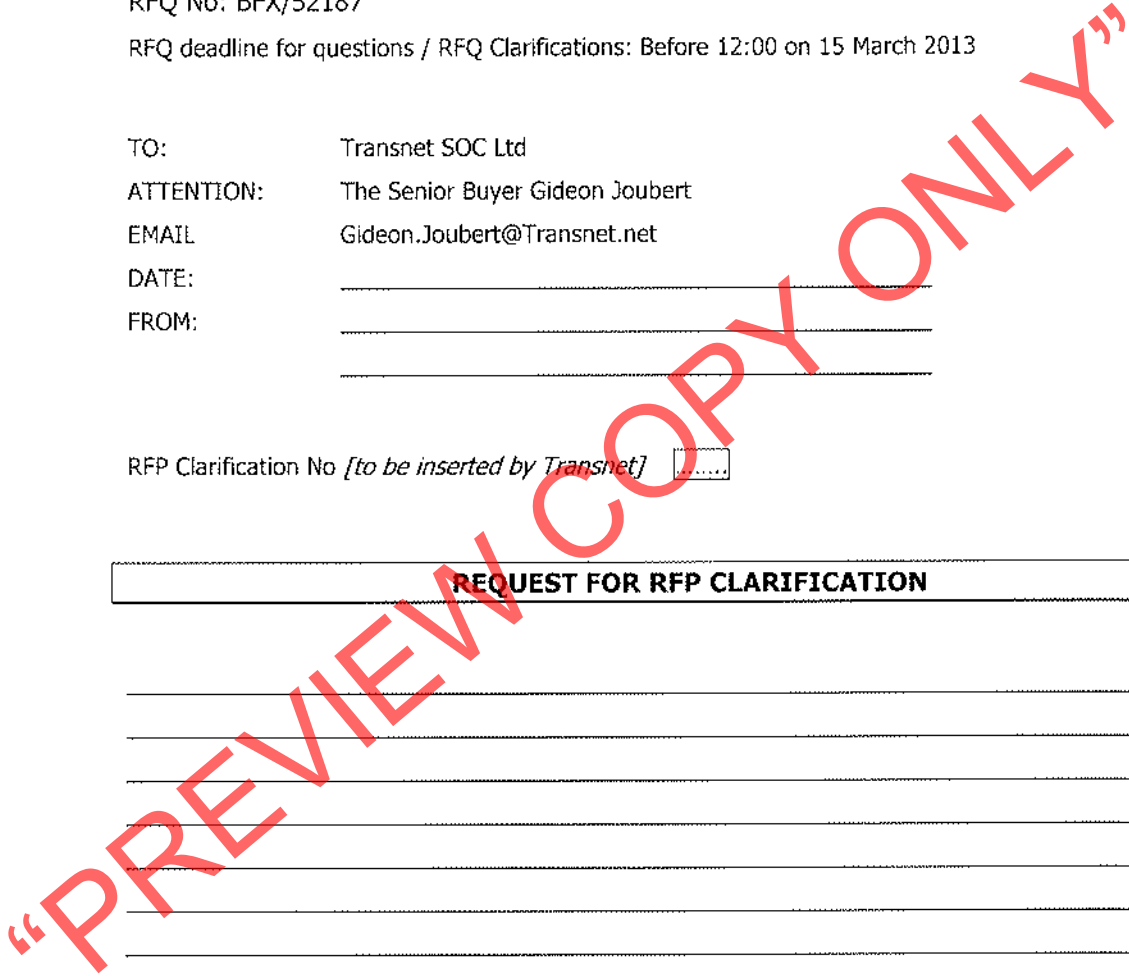 RFQ No: BFX/52187
RFQ deadline for questions / RFQ Clarifications: Before 12:00 on 15 March 2013
TO: Transnet SOC Ltd
ATTENTION: The Senior Buyer Gideon Joubert
EMAIL Gideon.Joubert@Transnet.net
DATE:
FROM:
RFP Clarification No [to be inserted by Transnet]
REQUEST FOR RFP CLARIFICATION
“PREVIEW COPY ONLY”